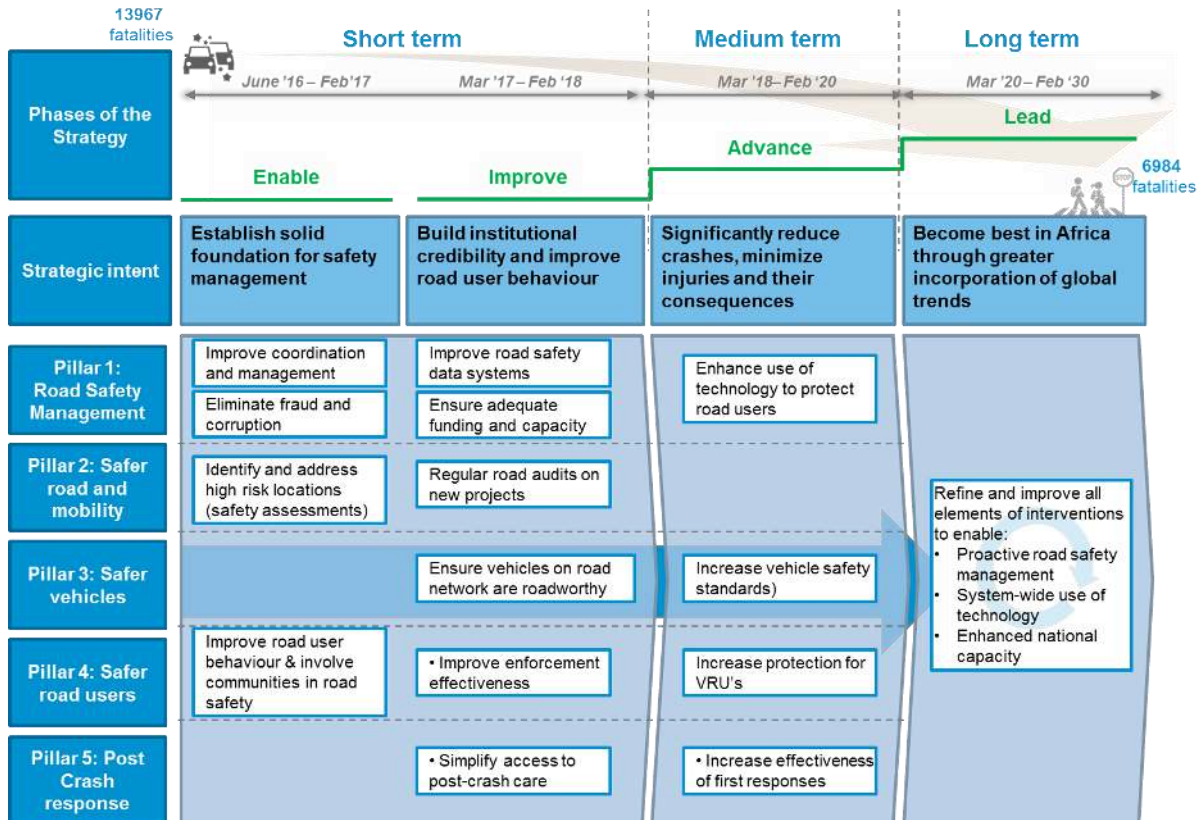 13967
fatalities
Short term
Medium term
Long term
June '16 – Feb'17
Mar '17 – Feb '18
Mar '18– Feb '20
Mar '20 – Feb '30
Phases of the
Strategy
Enable
Improve
Advance
Lead
STOP
6984
fatalities
Strategic intent
Establish solid
foundation for safety
management
Build institutional
credibility and improve
road user behaviour
Significantly reduce
crashes, minimize
injuries and their
consequences
Become best in Africa
through greater
incorporation of global
trends
Pillar 1:
Road Safety
Management
Improve coordination
and management
Eliminate fraud and
corruption
Improve road safety
data systems
Ensure adequate
funding and capacity
Enhance use of
technology to protect
road users
Pillar 2: Safer
road and
mobility
Identify and address
high risk locations
(safety assessments)
Regular road audits on
new projects
Pillar 3: Safer
vehicles
Ensure vehicles on road
network are roadworthy
Increase vehicle safety
standards)
Pillar 4: Safer
road users
Improve road user
behaviour & involve
communities in road
safety
• Improve enforcement
effectiveness
Increase protection for
VRU's
Pillar 5: Post
Crash
response
• Simplify access to
post-crash care
• Increase effectiveness
of first responses
Refine and improve all
elements of interventions
to enable:
• Proactive road safety
management
• System-wide use of
technology
• Enhanced national
capacity